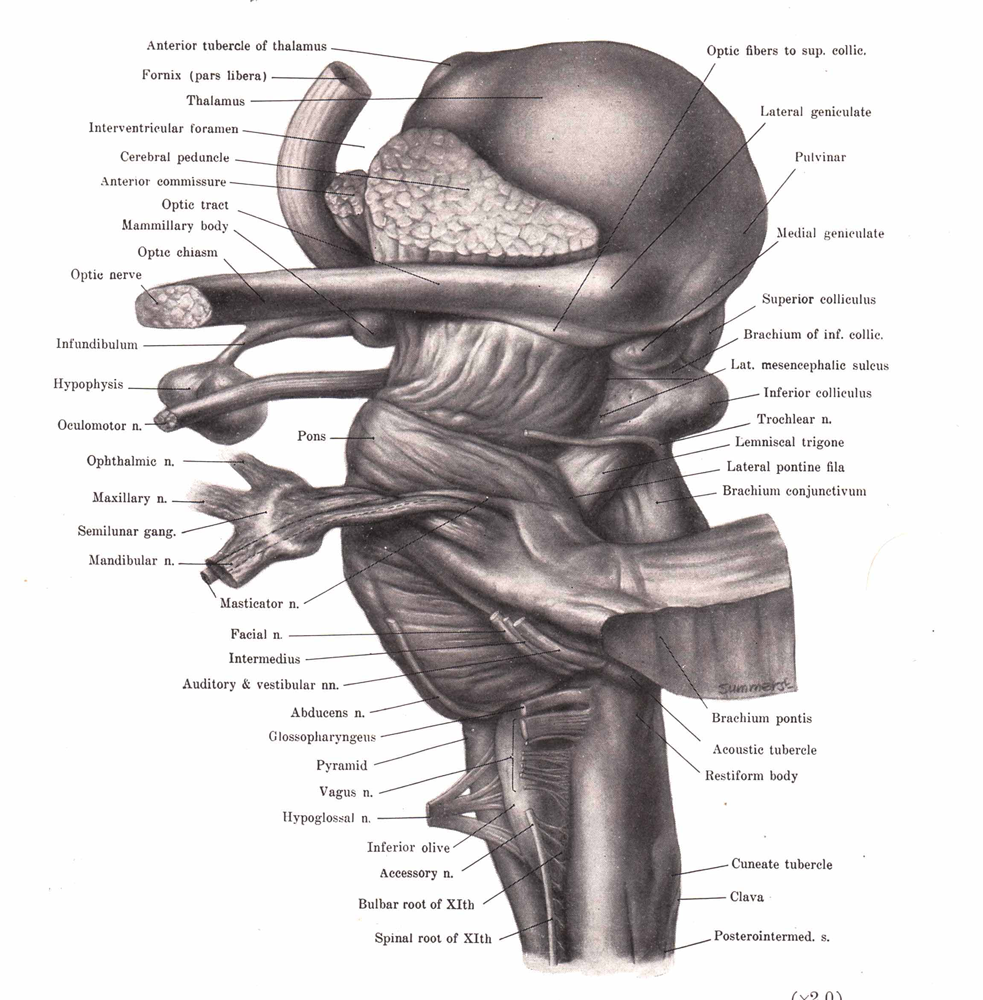 Anterior tubercle of thalamus
Fornix (pars libera)
Thalamus
Interventricular foramen
Cerebral peduncle
Anterior commissure
Optic tract
Mammillary body
Optic chiasm
Optic nerve
Infundibulum
Hypophysis
Oculomotor n.
Pons
Ophthalmic n.
Maxillary n.
Semilunar gang.
Mandibular n.
Masticator n.
Facial n.
Intermedius
Auditory & vestibular nn.
Abducens n.
Glossopharyngeus
Pyramid
Vagus n.
Hypoglossal n.
Inferior olive
Accessory n.
Bulbar root of XIth
Spinal root of XIth
Optic fibers to sup. collic.
Lateral geniculate
Pulvinar
Medial geniculate
Superior colliculus
Brachium of inf. collic.
Lat. mesencephalic sulcus
Inferior colliculus
Trochlear n.
Lemniscal trigone
Lateral pontine fila
Brachium conjunctivum
Summerst
Brachium pontis
Acoustic tubercle
Restiform body
Cuneate tubercle
Clava
Posterointermed. s.
(×2.0)